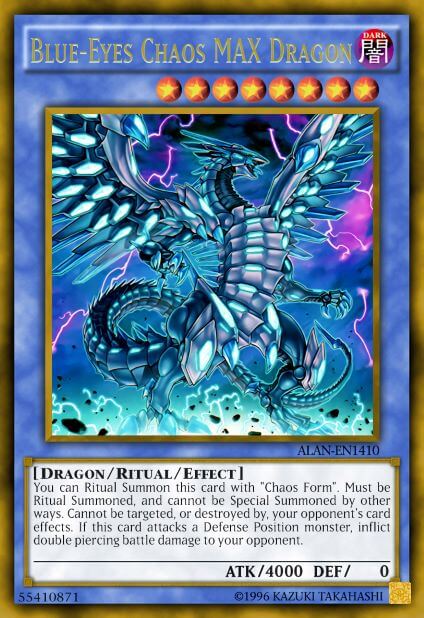 BLUE-EYES CHAOS MAX DRAGON
DARK
闇
ALAN-EN1410
[DRAGON/RITUAL/EFFECT]
You can Ritual Summon this card with "Chaos Form". Must be
Ritual Summoned, and cannot be Special Summoned by other
ways. Cannot be targeted, or destroyed by, your opponent's card
effects. If this card attacks a Defense Position monster, inflict
double piercing battle damage to your opponent.
ATK/4000 DEF/ 0
55410871 ©1996 KAZUKI TAKAHASHI